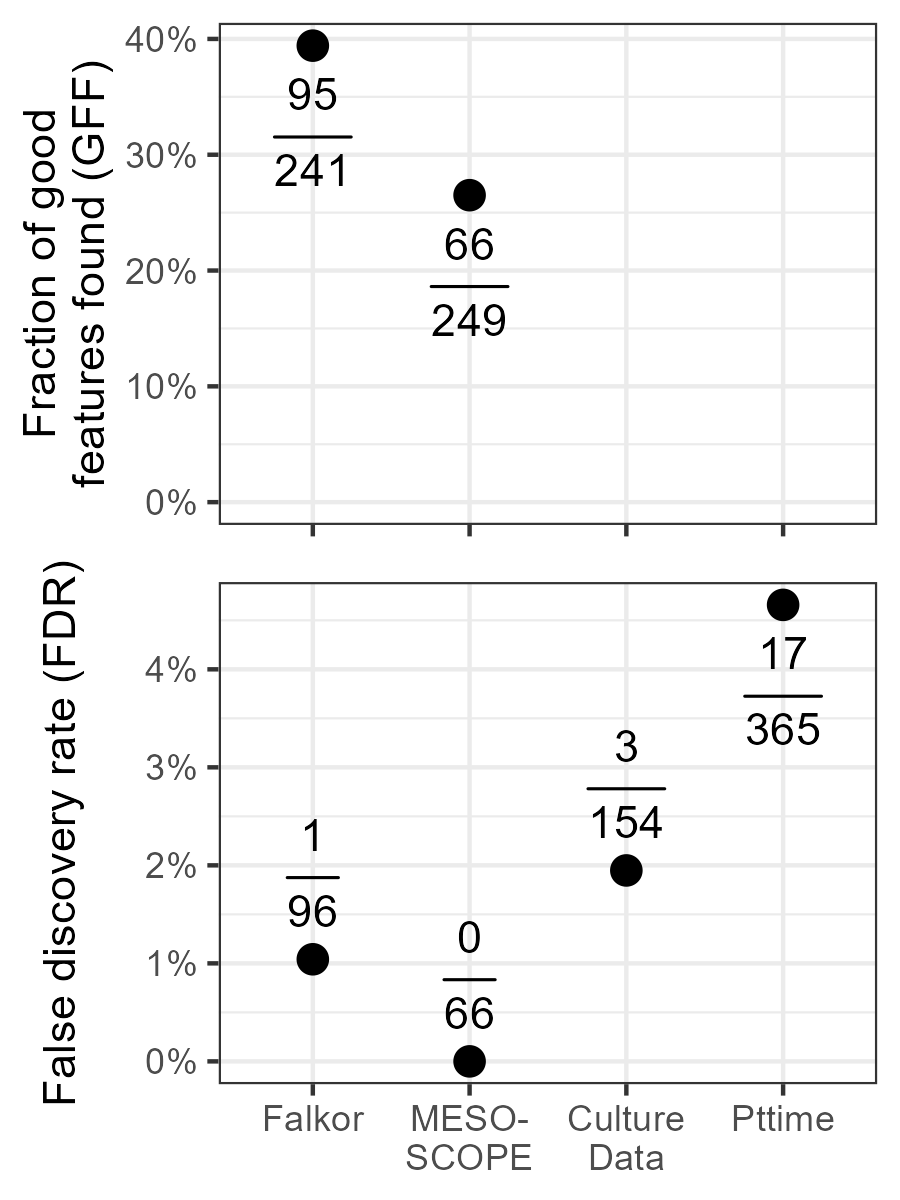 Fraction of good
features found (GFF)
40%
30%
20%
10%
0%
95
241
66
249
False discovery rate (FDR)
4%
3%
2%
1%
0%
1
96
0
66
3
154
17
365
Falkor
MESO-
SCOPE
Culture
Data
Pttime